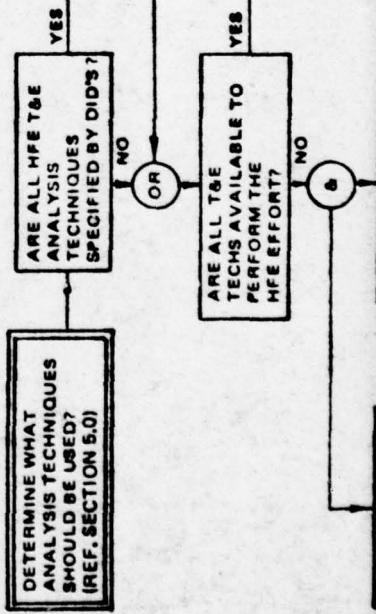 DETERMINE WHAT
ANALYSIS TECHNIQUES
SHOULD BE USED?
(REF. SECTION 5.0)
ARE ALL HFE T&E
ANALYSIS
TECHNIQUES
SPECIFIED BY DID'S?
YES
NO
OR
ARE ALL T&E
TECHS AVAILABLE TO
PERFORM THE
HFE EFFORT?
YES
NO
&